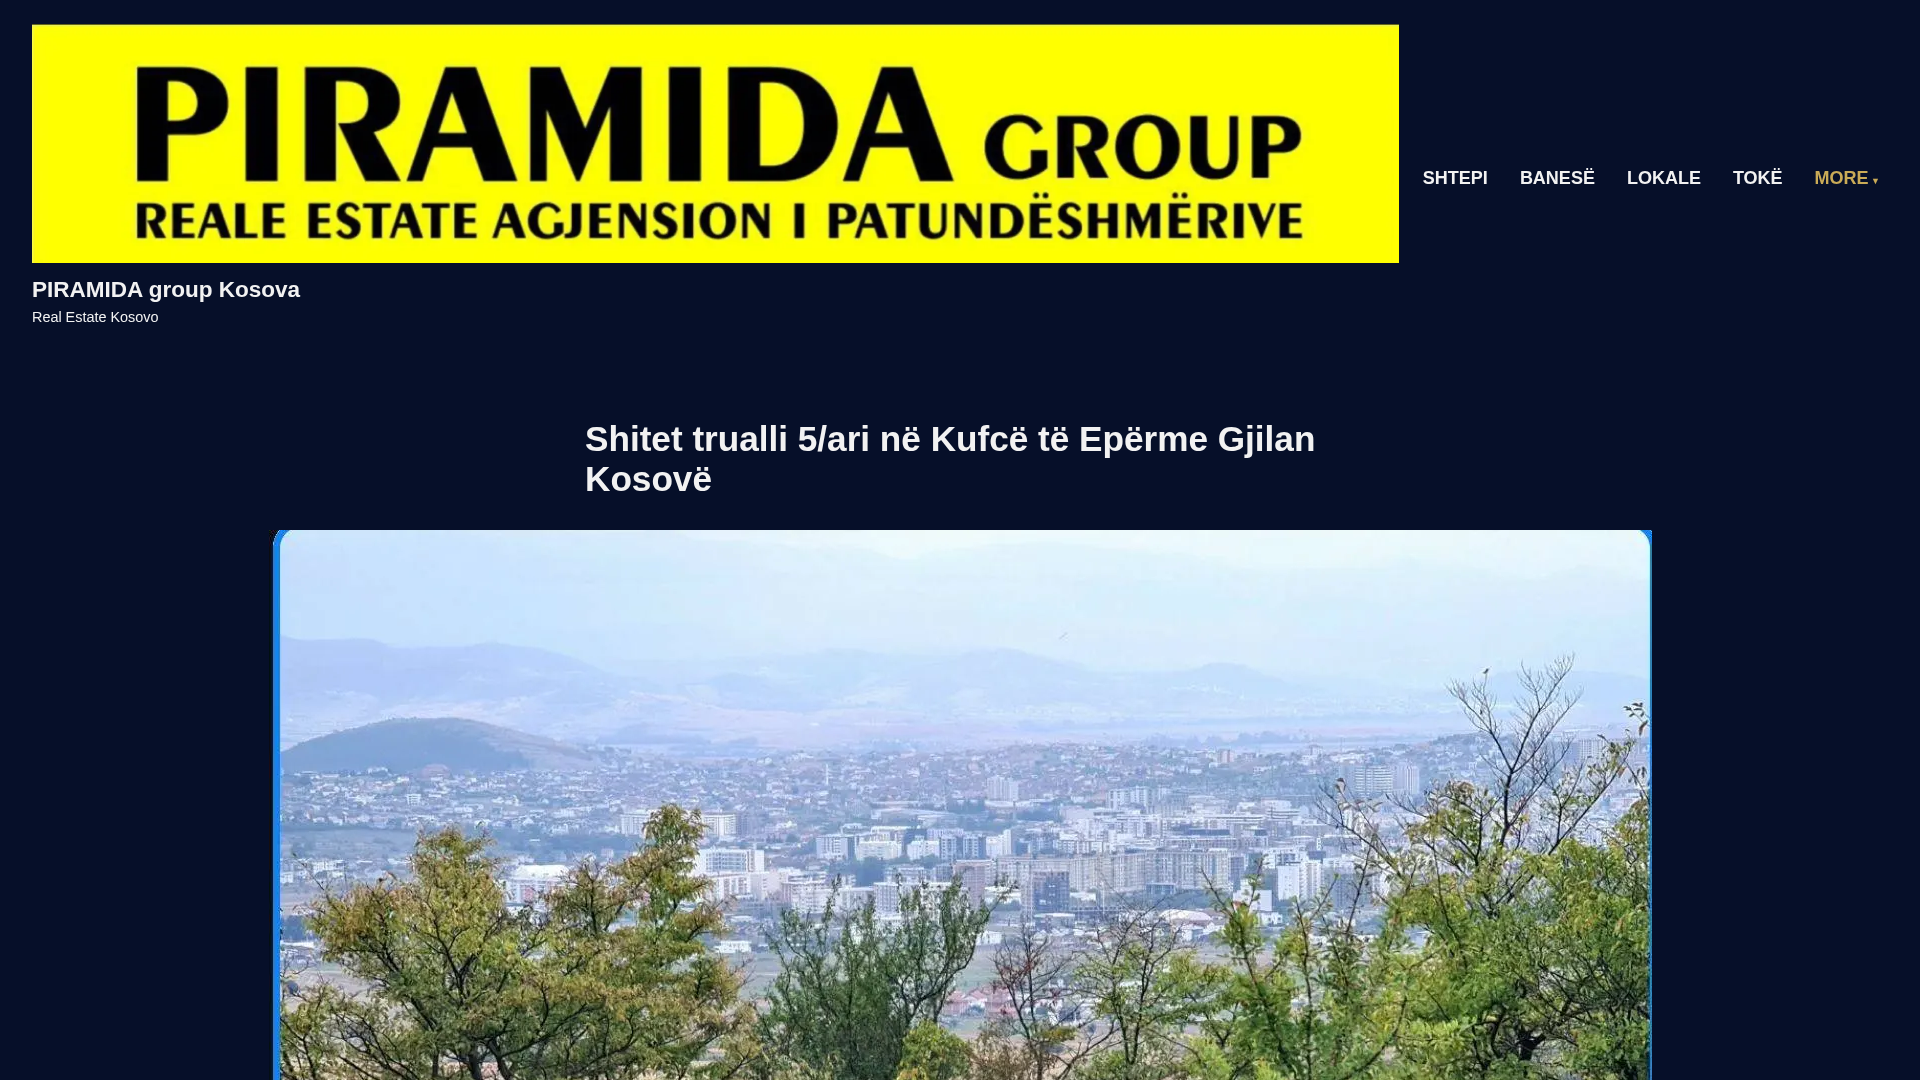 PIRAMIDA GROUP
REALE ESTATE AGJENSION I PATUNDËSHMËRIVE
SHTEPI BANESË LOKALE TOKË MORE
PIRAMIDA group Kosova
Real Estate Kosovo
Shitet trualli 5/ari në Kufcë të Epërme Gjilan
Kosovë